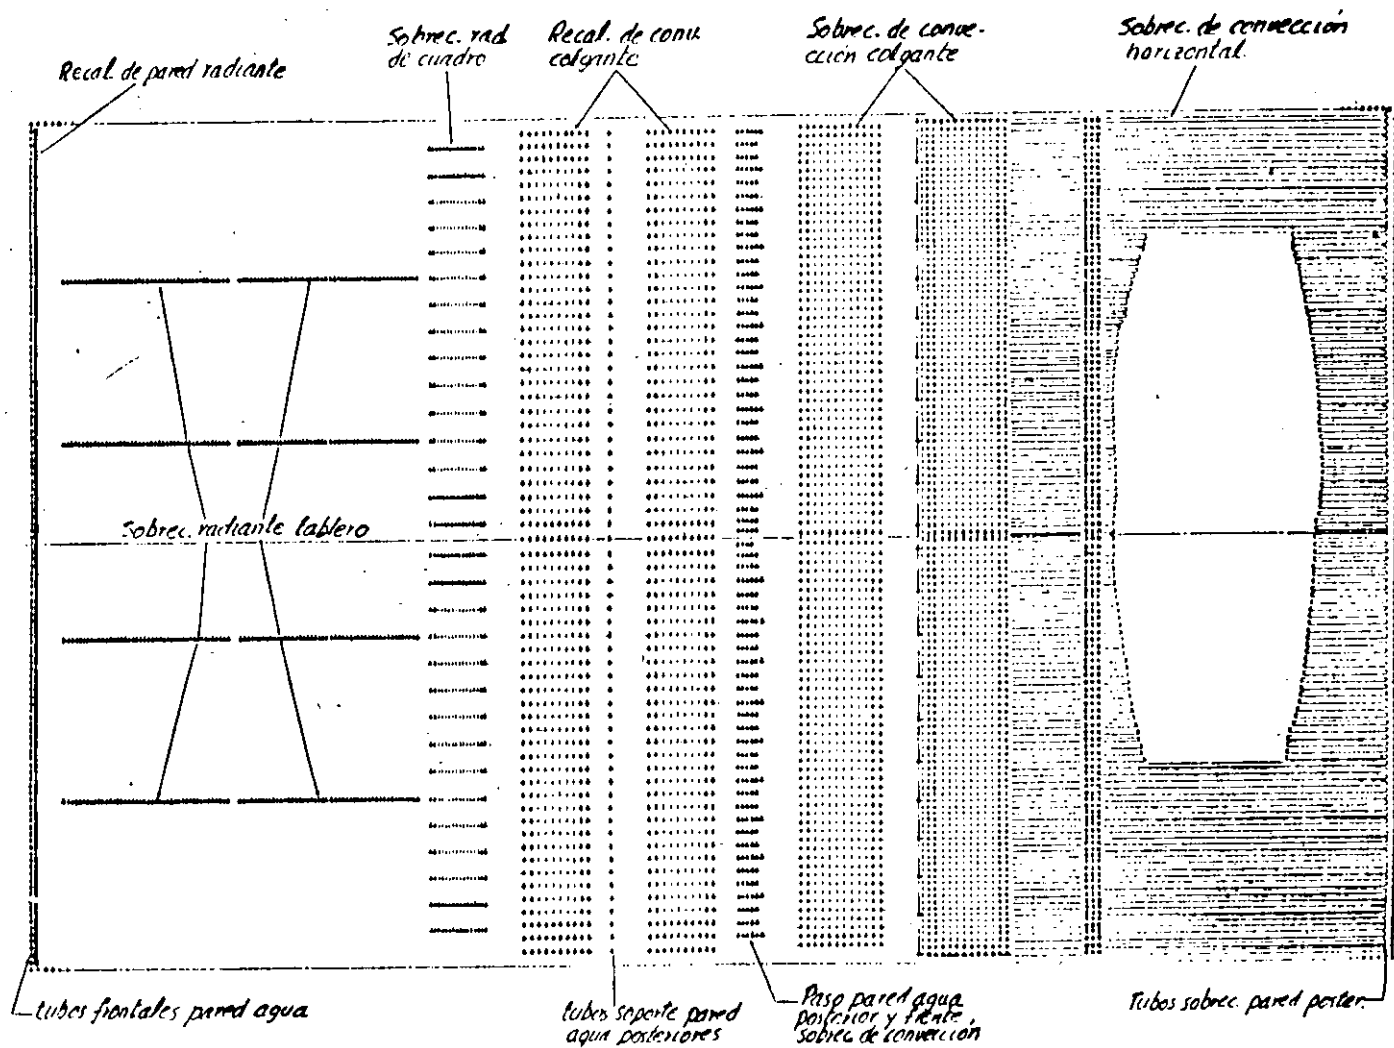 Recal. de pared radiante
Sobrec. rad
de cuadro
Recal. de conv.
colgante
Sobrec. de convec-
ción colgante
Sobrec. de convección
horizontal.
Sobrec. radiante tablero
tubos frontales pared agua
tubos soporte pared
agua posteriores
Paso pared agua
posterior y frente,
sobrec. de convección
Tubos sobrec. pared poster.